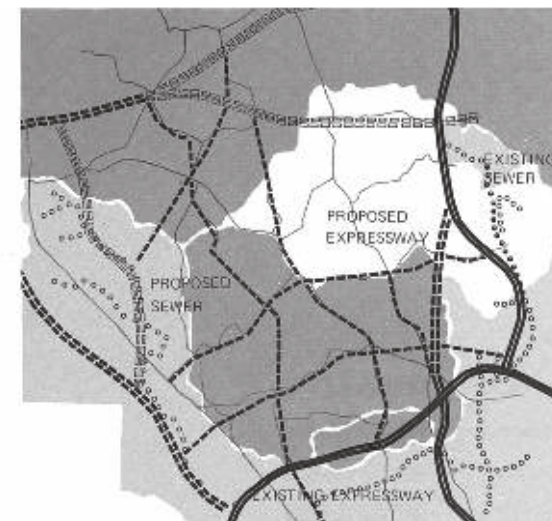 EXISTING
SEWER
PROPOSED
EXPRESSWAY
PROPOSED
SEWER
EXISTING EXPRESSWAY